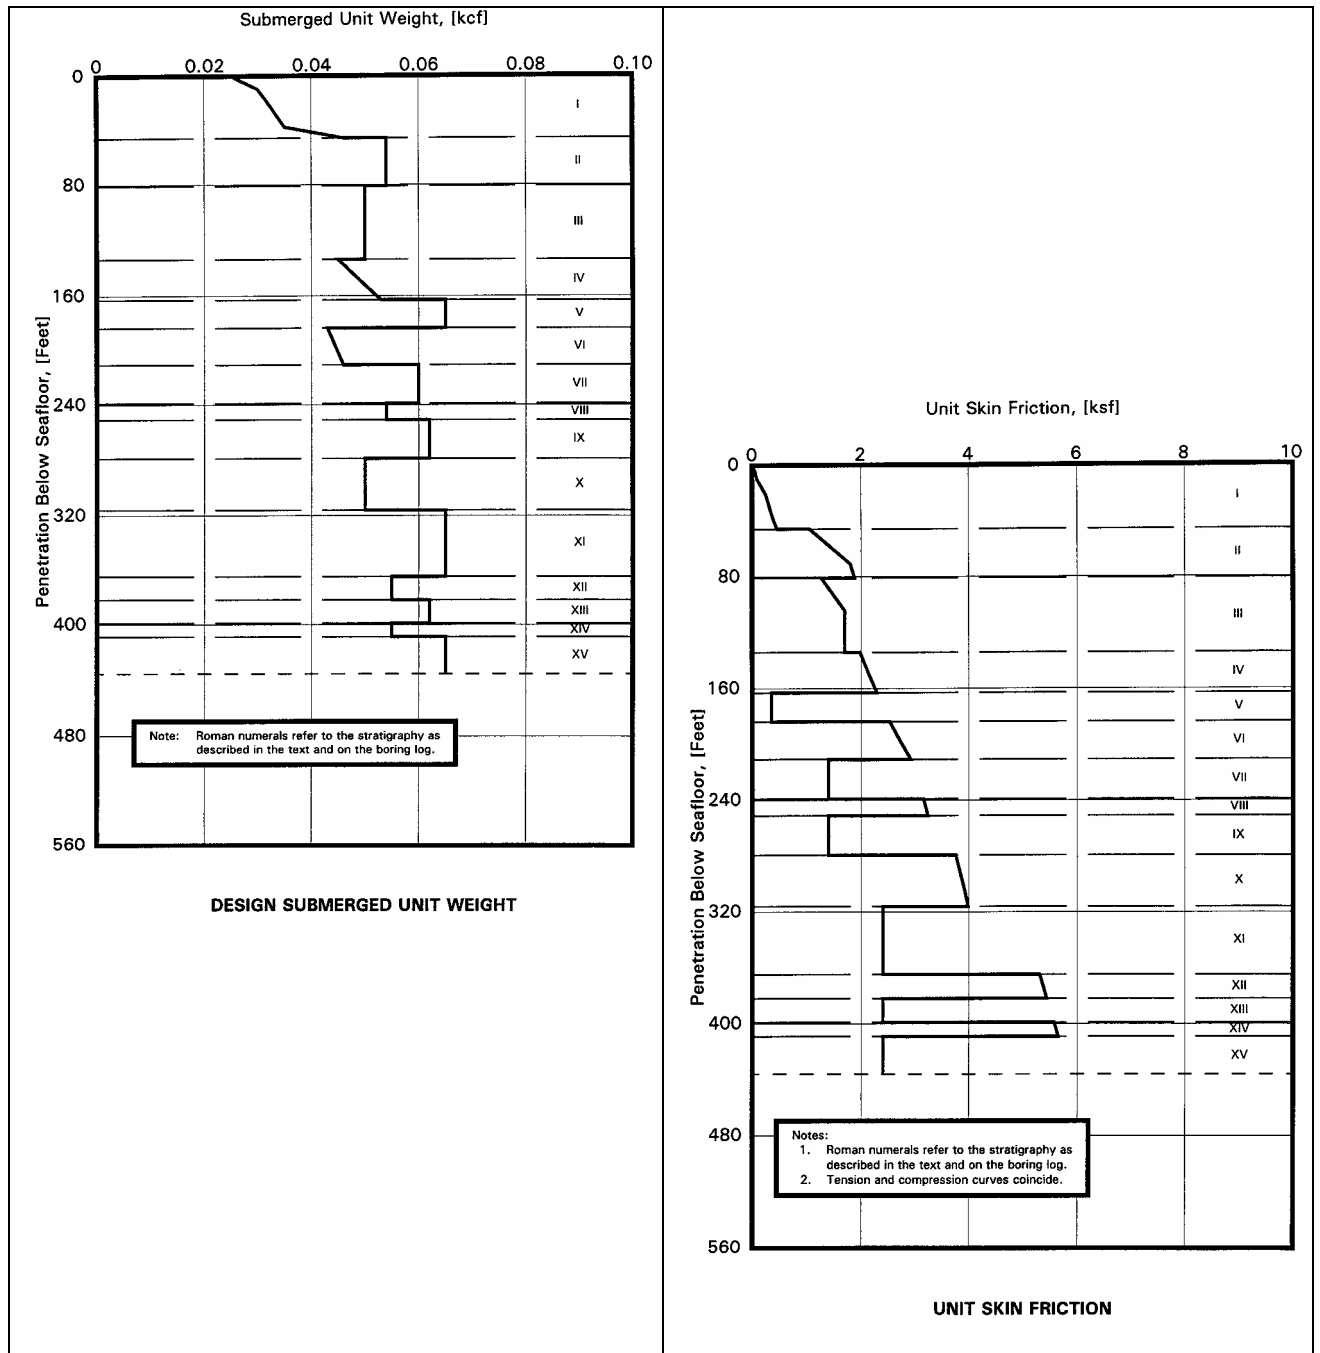 Submerged Unit Weight, [kcf]
0 0.02 0.04 0.06 0.08 0.10
Penetration Below Seafloor, [Feet]
0
80
160
240
320
400
480
560
I
II
III
IV
V
VI
VII
VIII
IX
X
XI
XII
XIII
XIV
XV
Note: Roman numerals refer to the stratigraphy as
described in the text and on the boring log.
DESIGN SUBMERGED UNIT WEIGHT
Unit Skin Friction, [ksf]
0 2 4 6 8 10
Penetration Below Seafloor, [Feet]
0
80
160
240
320
400
480
560
I
II
III
IV
V
VI
VII
VIII
IX
X
XI
XII
XIII
XIV
XV
Notes:
1. Roman numerals refer to the stratigraphy as
described in the text and on the boring log.
2. Tension and compression curves coincide.
UNIT SKIN FRICTION